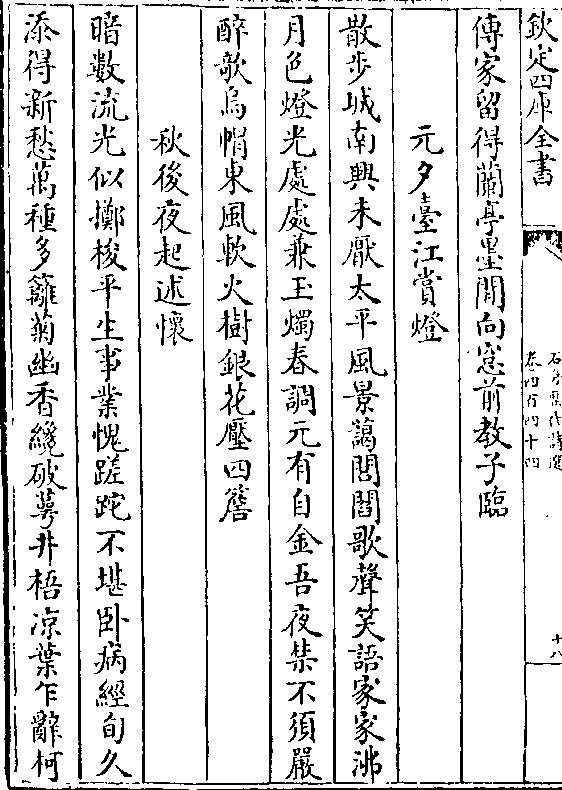 欽定四庫全書
石倉歷代詩選
卷四百四十四
十八
傳家留得蘭亭墨閒向窓前教子臨
元夕臺江賞燈
散步城南興未厭太平風景藹閭閻歌聲笑語家家沸
月色燈光處處兼玉燭春調元有自金吾夜禁不須嚴
醉歌烏帽東風軟火樹銀花壓四簷
秋後夜起述懷
暗數流光似擲梭平生事業愧蹉跎不堪卧病經旬久
添得新愁萬種多籬菊幽香纔破萼井梧凉葉乍辭柯